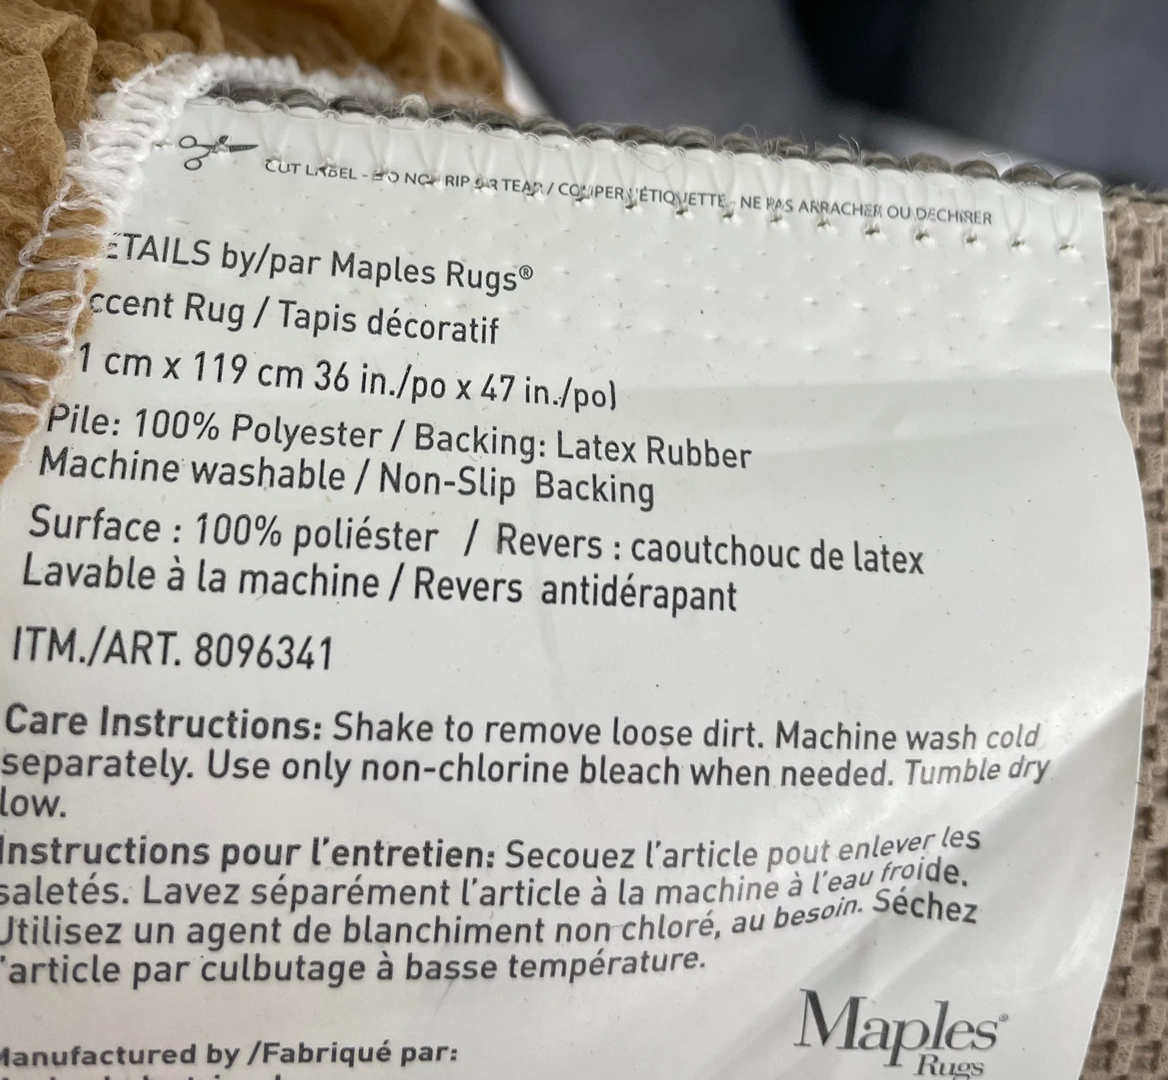 CUT LABEL - DO NOT RIP OR TEAR / COUPER L'ÉTIQUETTE - NE PAS ARRACHER OU DECHIRER
ETAILS by/par Maples Rugs®
ccent Rug / Tapis décoratif
1 cm x 119 cm 36 in./po x 47 in./po)
Pile: 100% Polyester / Backing: Latex Rubber
Machine washable / Non-Slip Backing
Surface : 100% poliéster / Revers : caoutchouc de latex
Lavable à la machine / Revers antidérapant
ITM./ART. 8096341
Care Instructions: Shake to remove loose dirt. Machine wash cold
separately. Use only non-chlorine bleach when needed. Tumble dry
low.
Instructions pour l'entretien: Secouez l'article pout enlever les
saletés. Lavez séparément l'article à la machine à l'eau froide.
Utilisez un agent de blanchiment non chloré, au besoin. Séchez
'article par culbutage à basse température.
Maples®
Rugs
Manufactured by /Fabriqué par: